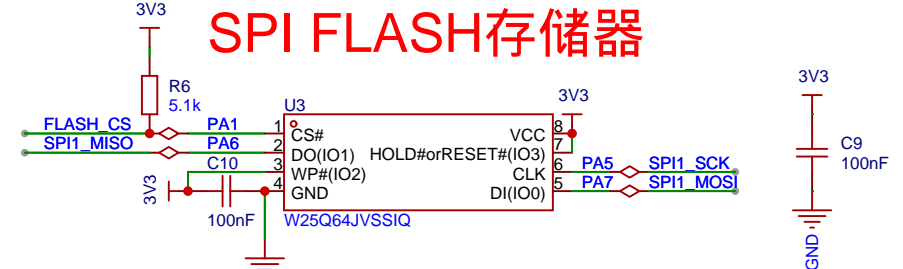 SPI FLASH存储器
3V3
R6
5.1k
U3
3V3
3V3
FLASH_CS
PA1
1
CS#
VCC
8
SPI1_MISO
PA6
2
DO(IO1)
HOLD#orRESET#(IO3)
7
C10
3
WP#(IO2)
CLK
6
PA5
SPI1_SCK
3V3
4
GND
DI(IO0)
5
PA7
SPI1_MOSI
100nF
W25Q64JVSSIQ
C9
100nF
GND